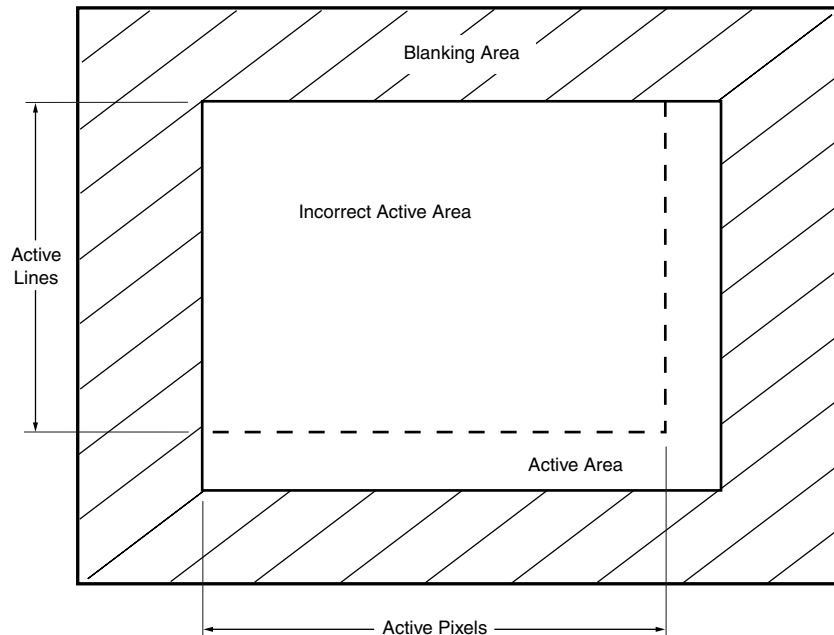 Blanking Area
Incorrect Active Area
Active
Lines
Active Area
Active Pixels